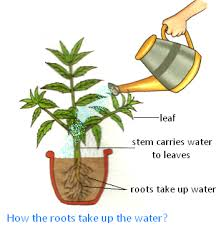 leaf
stem carries water
to leaves
roots take up water
How the roots take up the water?